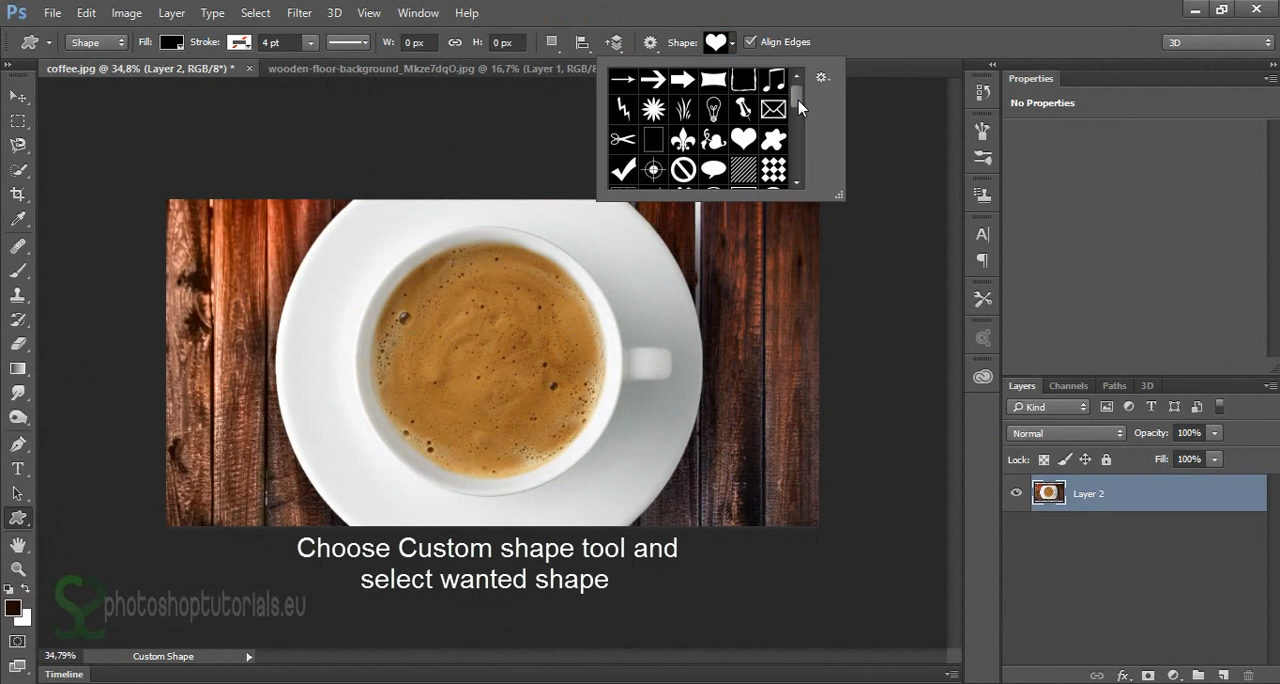 Ps File Edit Image Layer Type Select Filter 3D View Window Help
Shape Fill: Stroke: 4 pt W: 0 px H: 0 px Shape: Align Edges 3D
coffee.jpg @ 34,8% (Layer 2, RGB/8*) * × wooden-floor-background_Mkze7dqO.jpg @ 16,7% (Layer 1, RGB/8
Properties
No Properties
Layers Channels Paths 3D
Kind
Normal Opacity: 100%
Lock: Fill: 100%
Layer 2
Choose Custom shape tool and
select wanted shape
photoshoptutorials.eu
34,79% Custom Shape
Timeline